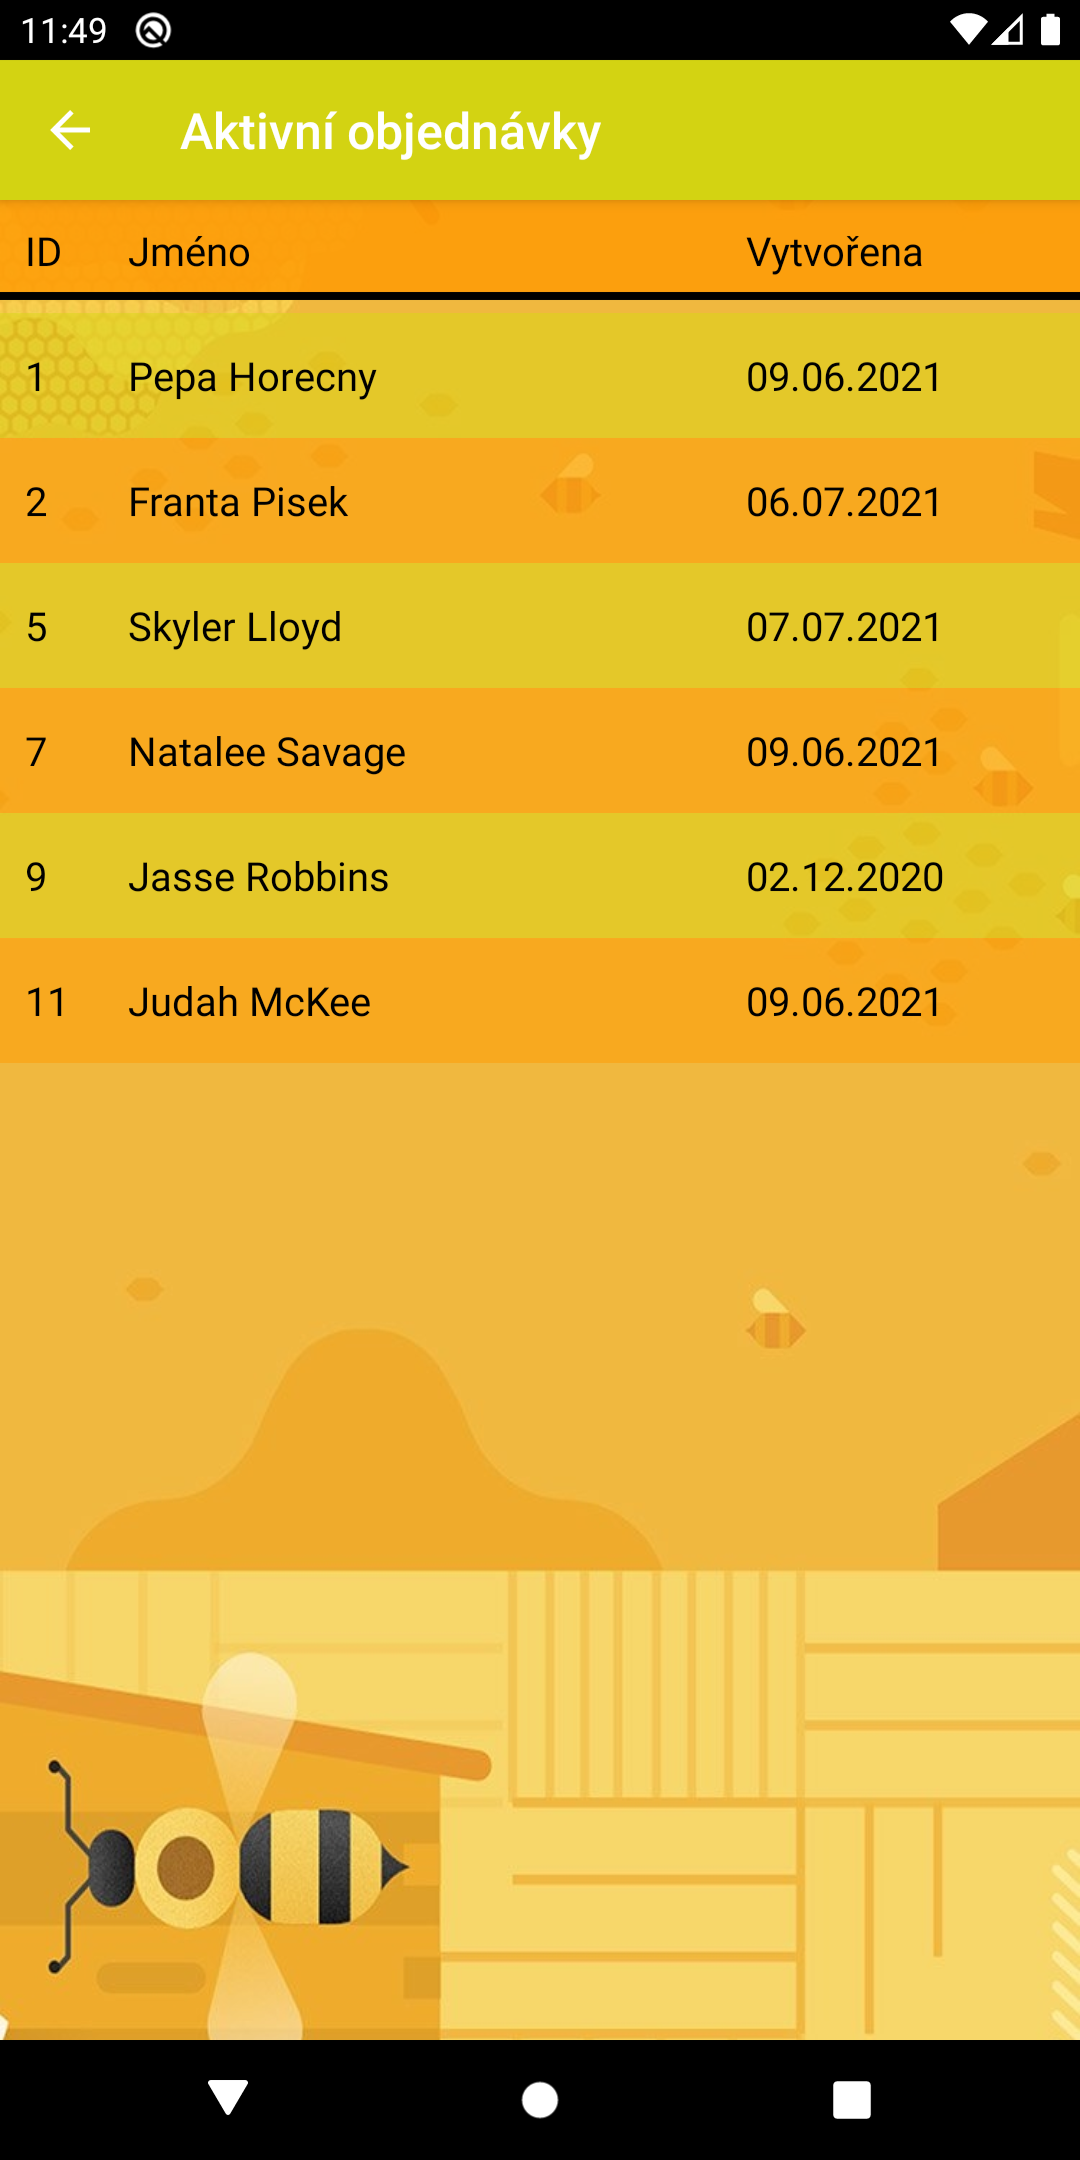 11:49
Aktivní objednávky
ID Jméno Vytvořena
1 Pepa Horecny 09.06.2021
2 Franta Pisek 06.07.2021
5 Skyler Lloyd 07.07.2021
7 Natalee Savage 09.06.2021
9 Jasse Robbins 02.12.2020
11 Judah McKee 09.06.2021